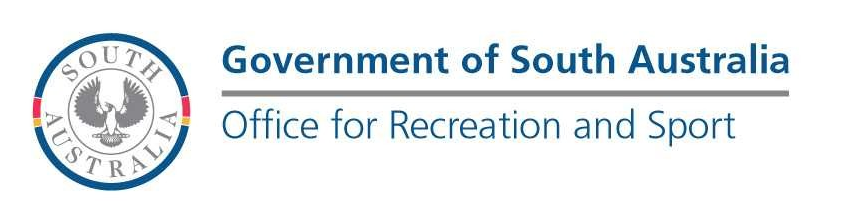 SOUTH
AUSTRALIA
Government of South Australia
Office for Recreation and Sport